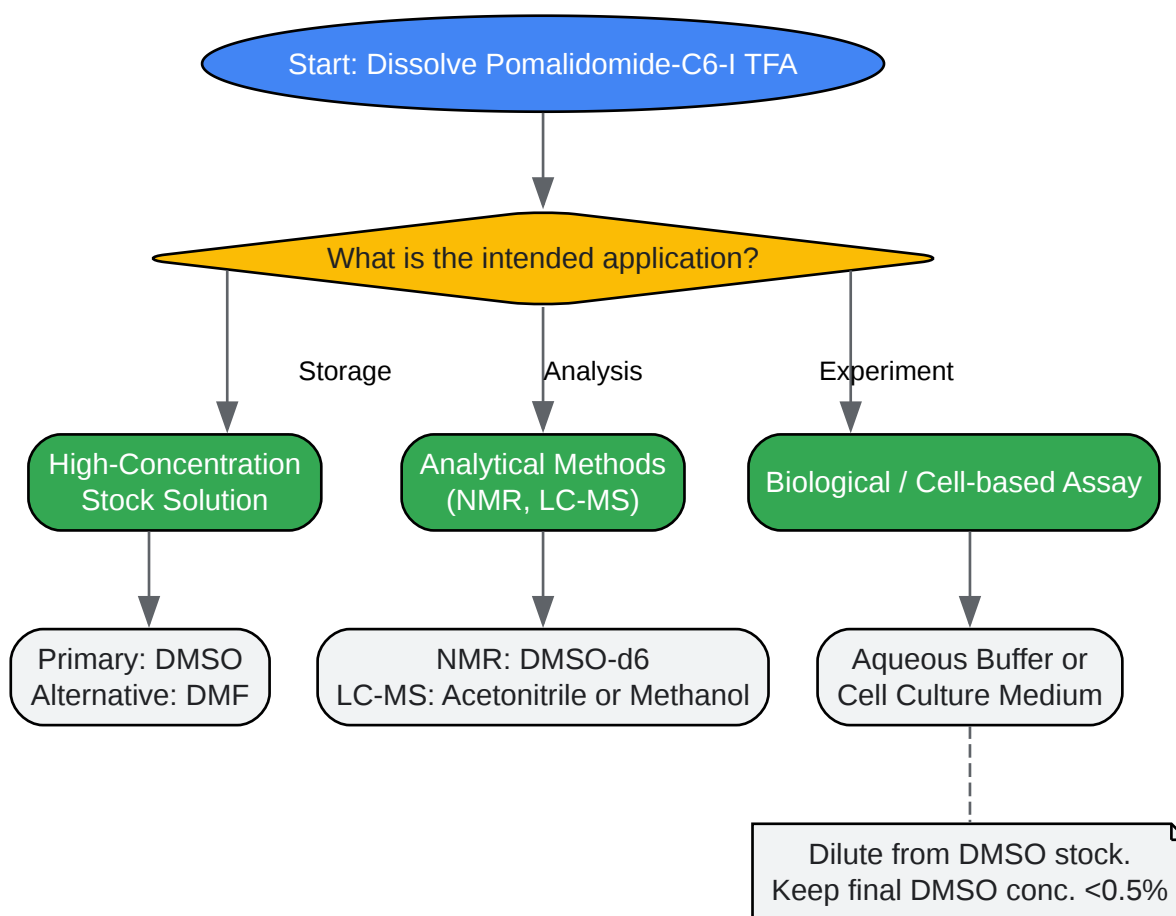 Start: Dissolve Pomalidomide-C6-I TFA
What is the intended application?
Storage
Analysis
Experiment
High-Concentration
Stock Solution
Analytical Methods
(NMR, LC-MS)
Biological / Cell-based Assay
Primary: DMSO
Alternative: DMF
NMR: DMSO-d6
LC-MS: Acetonitrile or Methanol
Aqueous Buffer or
Cell Culture Medium
Dilute from DMSO stock.
Keep final DMSO conc. <0.5%